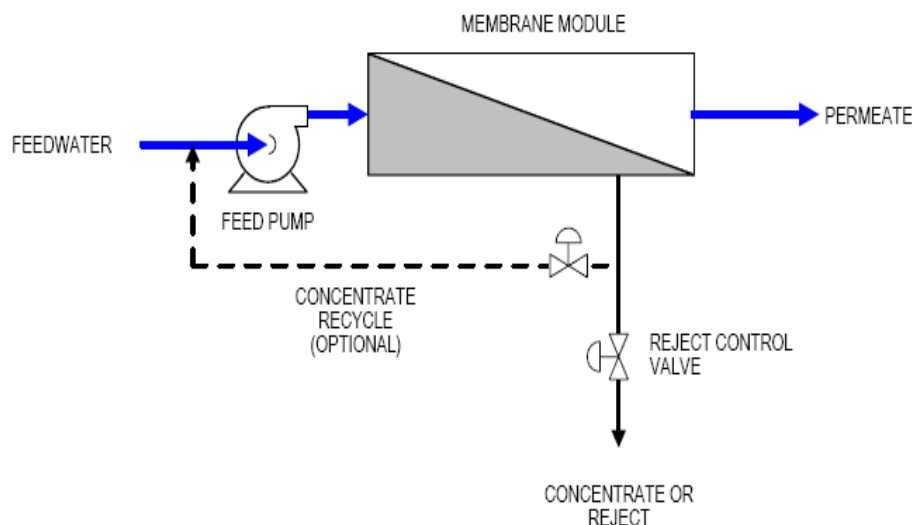 MEMBRANE MODULE
FEEDWATER
PERMEATE
FEED PUMP
CONCENTRATE
RECYCLE
(OPTIONAL)
REJECT CONTROL
VALVE
CONCENTRATE OR
REJECT